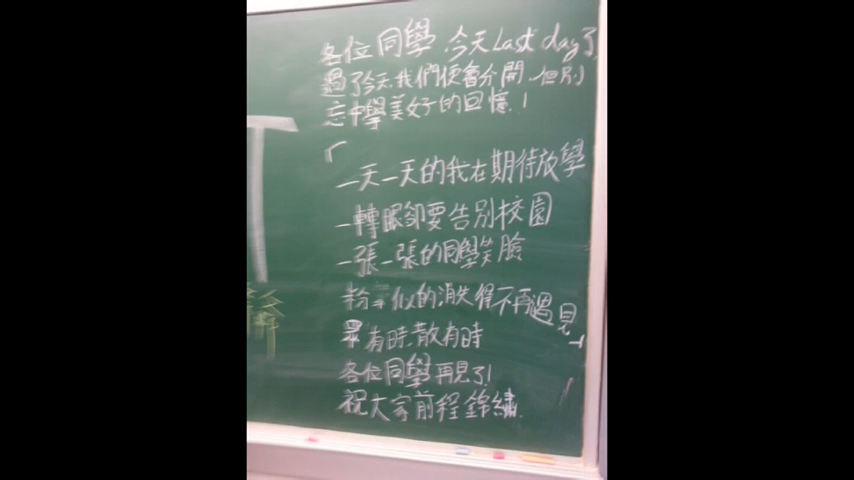 各位同學 今天Last day了,
過了今天,我們便會分開,但別
忘中學美好的回憶!
「
一天一天的我在期待放學
一轉眼卻要告別校園
一張一張的同學笑臉
粉末似的消失得不再遇見
」
聚有時,散有時
各位同學再見了!
祝大家前程錦繡.